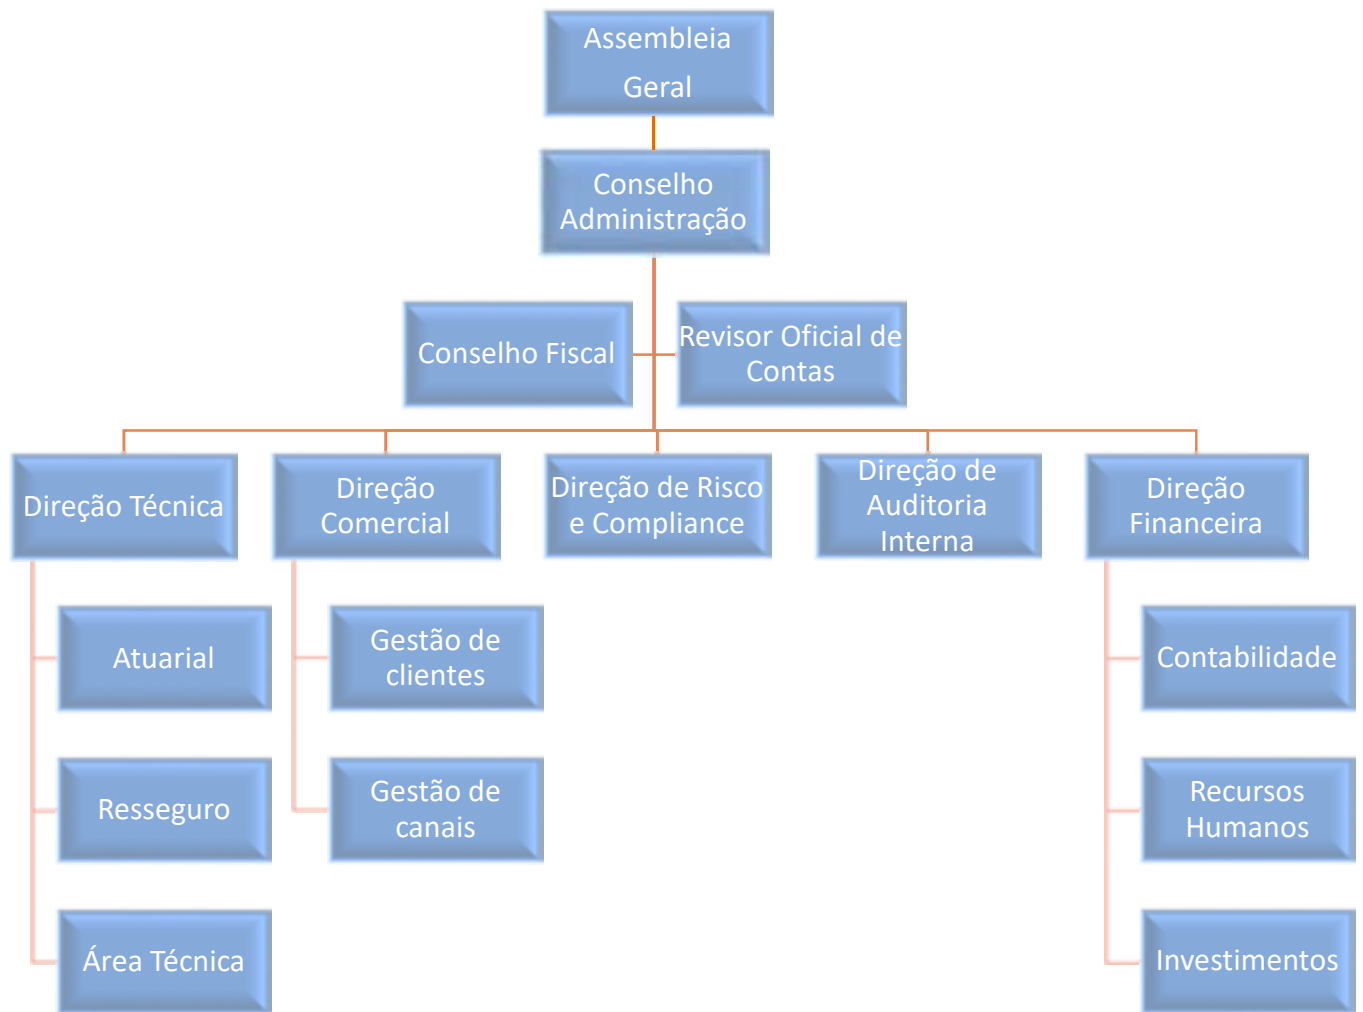 Assembleia
Geral
Conselho
Administração
Conselho Fiscal
Revisor Oficial de
Contas
Direção Técnica
Direção
Comercial
Direção de Risco
e Compliance
Direção de
Auditoria
Interna
Direção
Financeira
Atuarial
Resseguro
Área Técnica
Gestão de
clientes
Gestão de
canais
Contabilidade
Recursos
Humanos
Investimentos